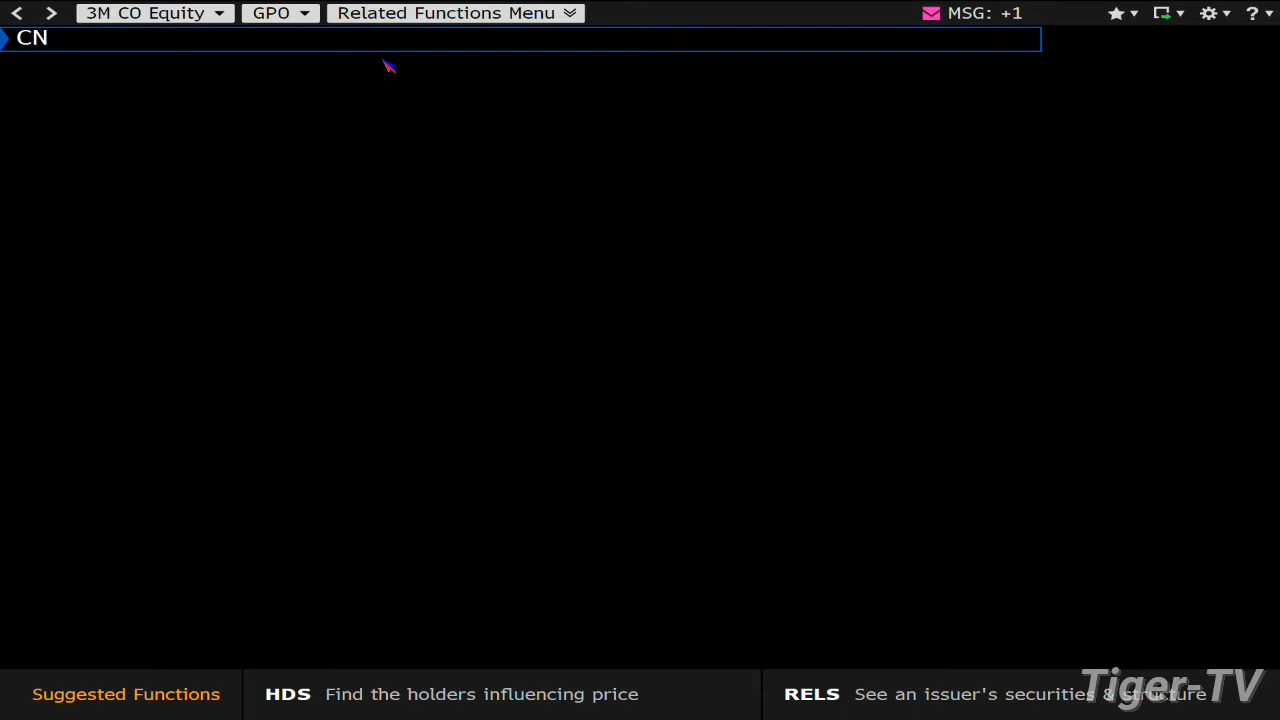 3M CO Equity GPO Related Functions Menu MSG: +1 ?
CN
Suggested Functions HDS Find the holders influencing price RELS See an issuer's securities & structure
Tiger-TV